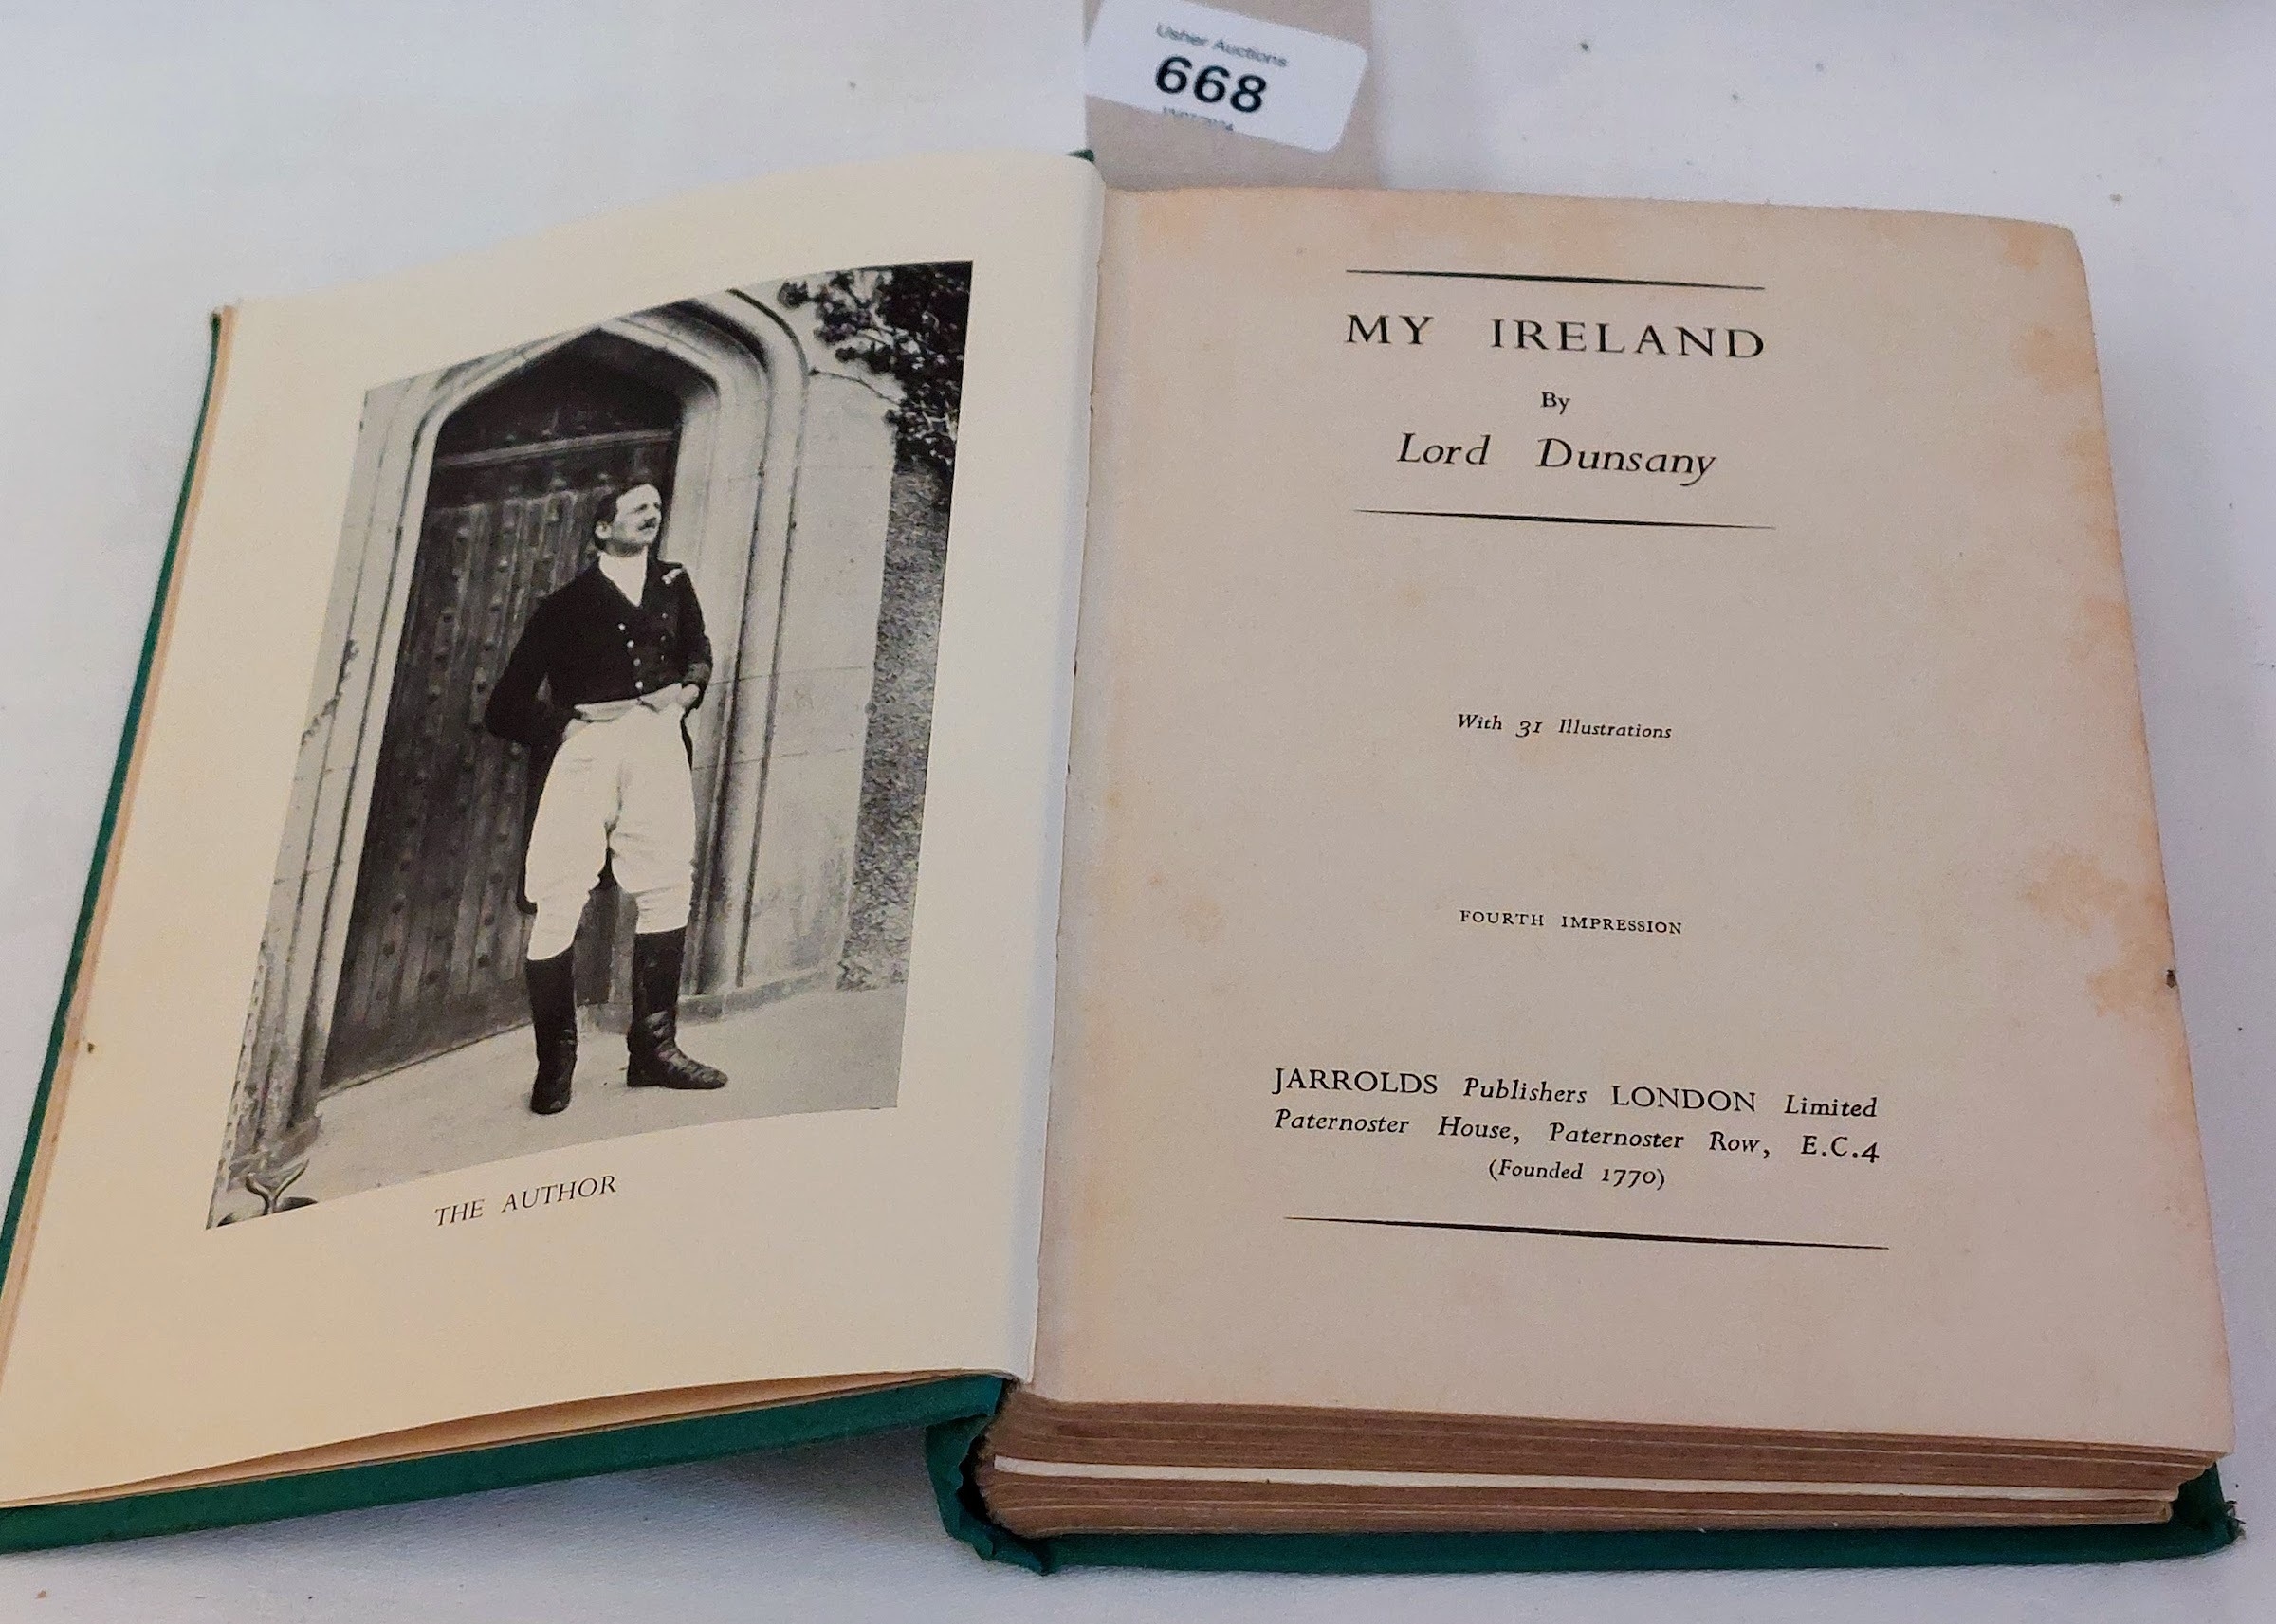 Usher Auctions
668
THE AUTHOR
MY IRELAND
By
Lord Dunsany
With 31 Illustrations
FOURTH IMPRESSION
JARROLDS Publishers LONDON Limited
Paternoster House, Paternoster Row, E.C.4
(Founded 1770)